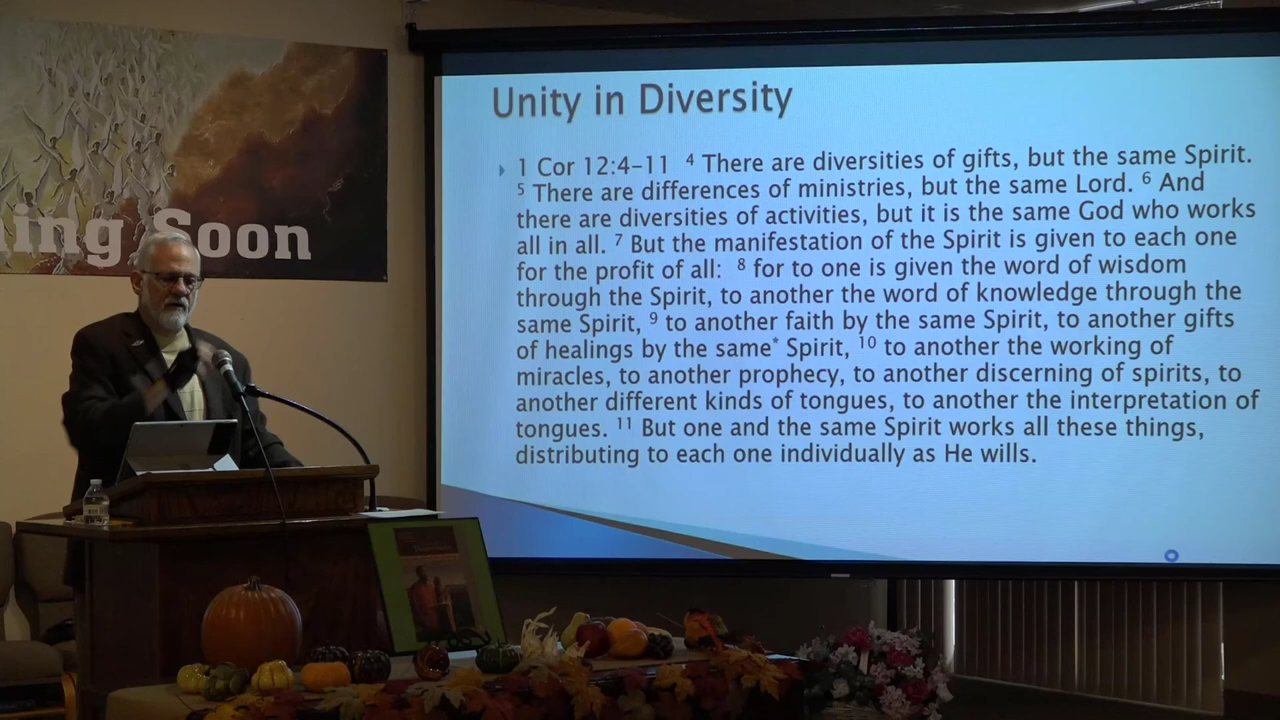 ing Soon
Unity in Diversity
1 Cor 12:4–11 ⁴ There are diversities of gifts, but the same Spirit.
⁵ There are differences of ministries, but the same Lord. ⁶ And
there are diversities of activities, but it is the same God who works
all in all. ⁷ But the manifestation of the Spirit is given to each one
for the profit of all: ⁸ for to one is given the word of wisdom
through the Spirit, to another the word of knowledge through the
same Spirit, ⁹ to another faith by the same Spirit, to another gifts
of healings by the same* Spirit, ¹⁰ to another the working of
miracles, to another prophecy, to another discerning of spirits, to
another different kinds of tongues, to another the interpretation of
tongues. ¹¹ But one and the same Spirit works all these things,
distributing to each one individually as He wills.